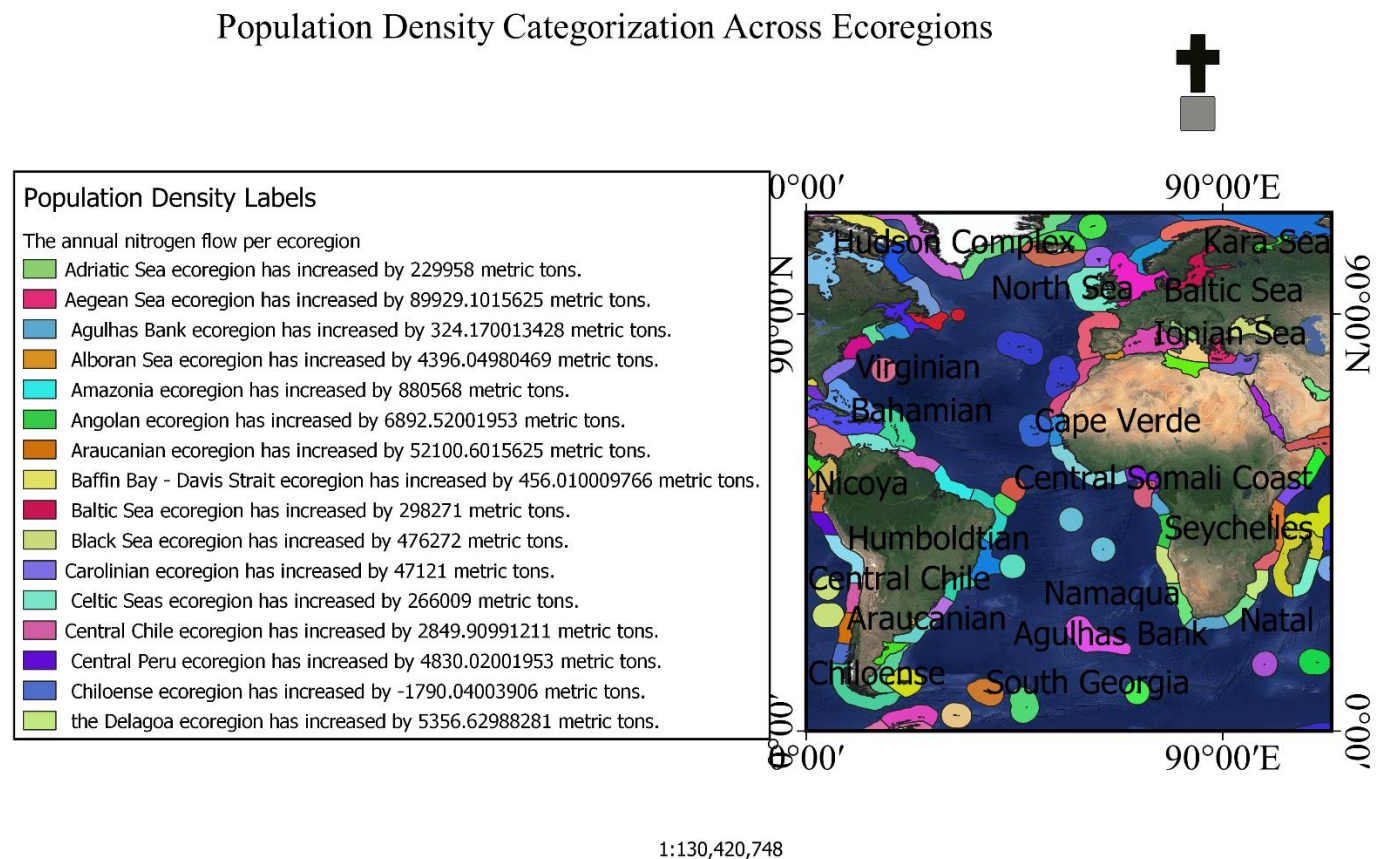 Population Density Categorization Across Ecoregions
Population Density Labels
The annual nitrogen flow per ecoregion
Adriatic Sea ecoregion has increased by 229958 metric tons.
Aegean Sea ecoregion has increased by 89929.1015625 metric tons.
Agulhas Bank ecoregion has increased by 324.170013428 metric tons.
Alboran Sea ecoregion has increased by 4396.04980469 metric tons.
Amazonia ecoregion has increased by 880568 metric tons.
Angolan ecoregion has increased by 6892.52001953 metric tons.
Araucanian ecoregion has increased by 52100.6015625 metric tons.
Baffin Bay - Davis Strait ecoregion has increased by 456.010009766 metric tons.
Baltic Sea ecoregion has increased by 298271 metric tons.
Black Sea ecoregion has increased by 476272 metric tons.
Carolinian ecoregion has increased by 47121 metric tons.
Celtic Seas ecoregion has increased by 266009 metric tons.
Central Chile ecoregion has increased by 2849.90991211 metric tons.
Central Peru ecoregion has increased by 4830.02001953 metric tons.
Chiloense ecoregion has increased by -1790.04003906 metric tons.
the Delagoa ecoregion has increased by 5356.62988281 metric tons.
0°00′ 90°00′E
90°00′N
Hudson Complex
Kara Sea
North Sea
Baltic Sea
Ionian Sea
Virginian
Bahamian
Cape Verde
Nicoya
Central Somali Coast
Humboldtian
Seychelles
Central Chile
Namaqua
Araucanian
Agulhas Bank
Natal
Chiloense
South Georgia
90°00′N
0°00′
0°00′ 90°00′E
1:130,420,748